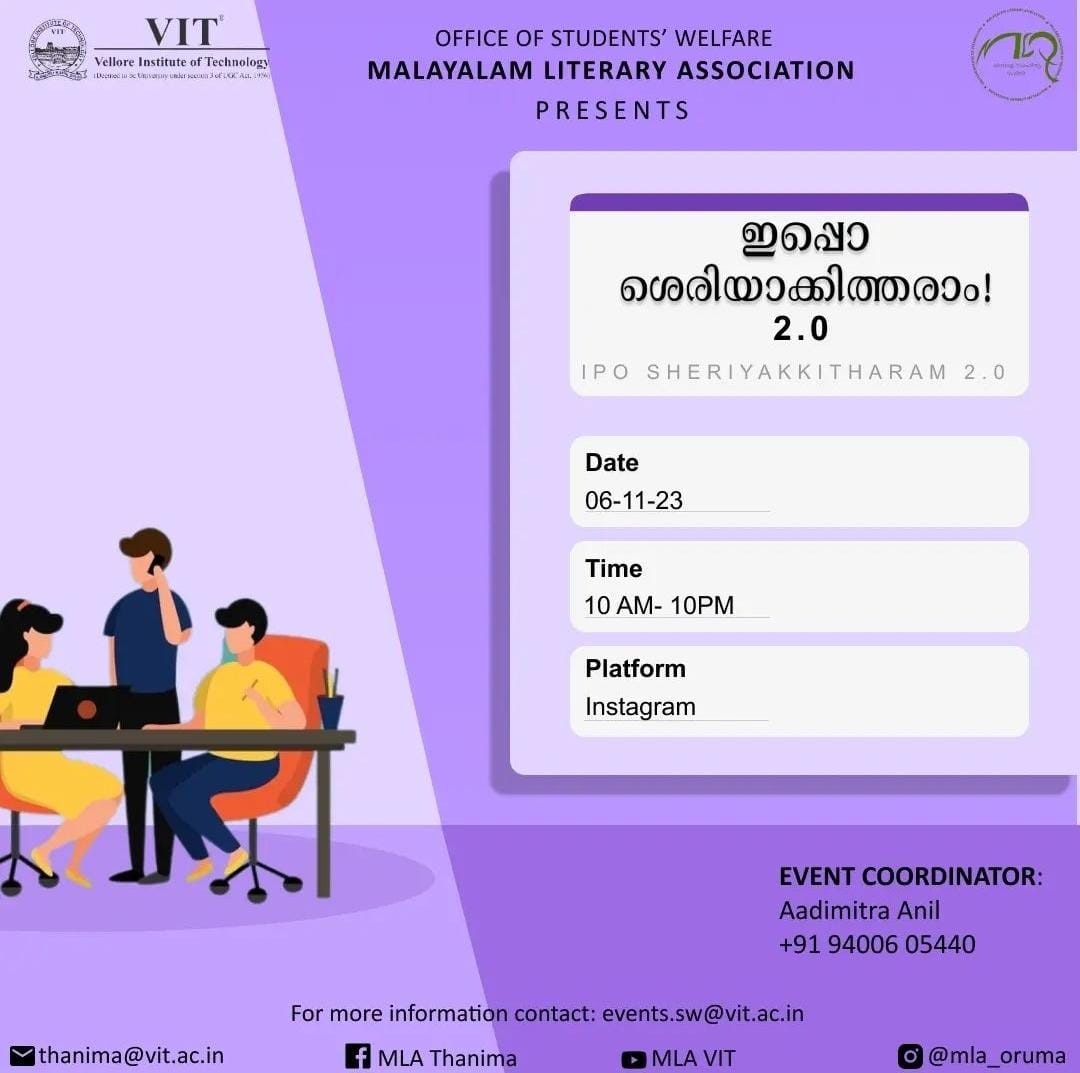 VIT
VIT®
Vellore Institute of Technology
(Deemed to be University under section 3 of UGC Act, 1956)
OFFICE OF STUDENTS’ WELFARE
MALAYALAM LITERARY ASSOCIATION
PRESENTS
ഇപ്പൊ
ശെരിയാക്കിത്തരാം!
2.0
IPO SHERIYAKKITHARAM 2.0
Date
06-11-23
Time
10 AM- 10PM
Platform
Instagram
EVENT COORDINATOR:
Aadimitra Anil
+91 94006 05440
For more information contact: events.sw@vit.ac.in
thanima@vit.ac.in
MLA Thanima
MLA VIT
@mla_oruma